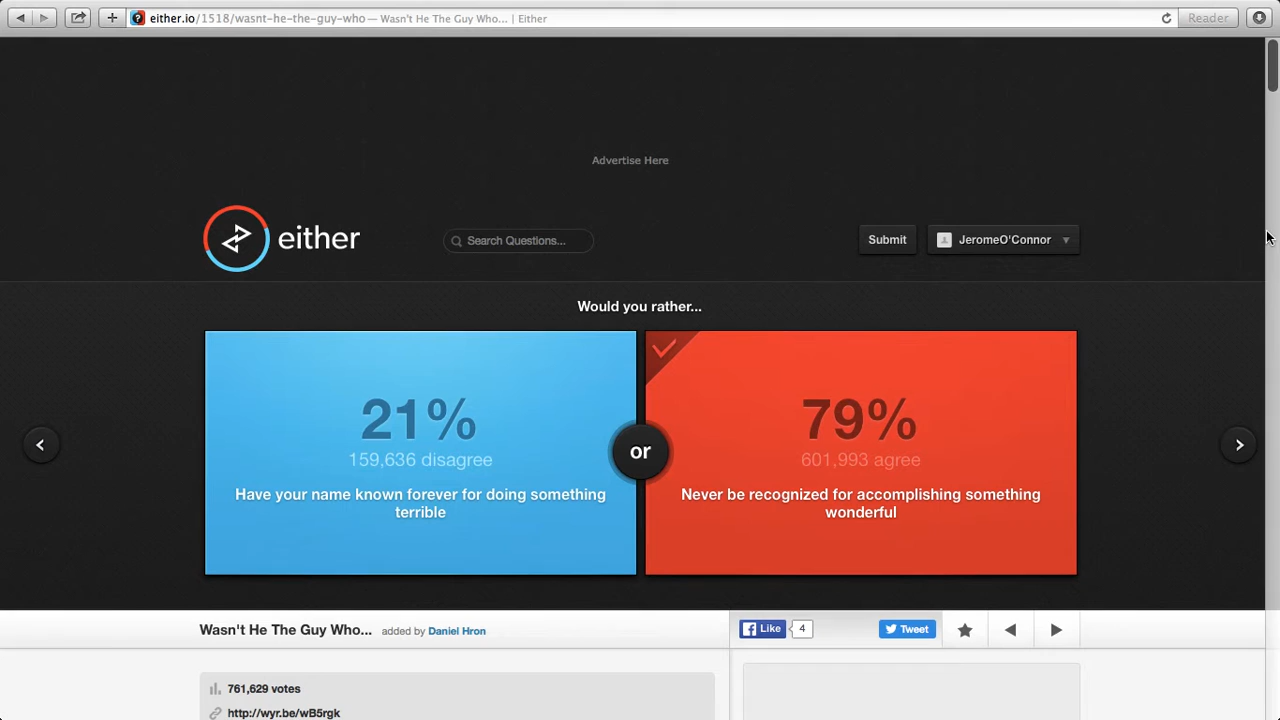 either.io/1518/wasnt-he-the-guy-who — Wasn't He The Guy Who... | Either
Reader
Advertise Here
either
Search Questions...
Submit
JeromeO'Connor
Would you rather...
21%
159,636 disagree
Have your name known forever for doing something
terrible
or
79%
601,993 agree
Never be recognized for accomplishing something
wonderful
Wasn't He The Guy Who... added by Daniel Hron
Like 4
Tweet
761,629 votes
http://wyr.be/wB5rgk